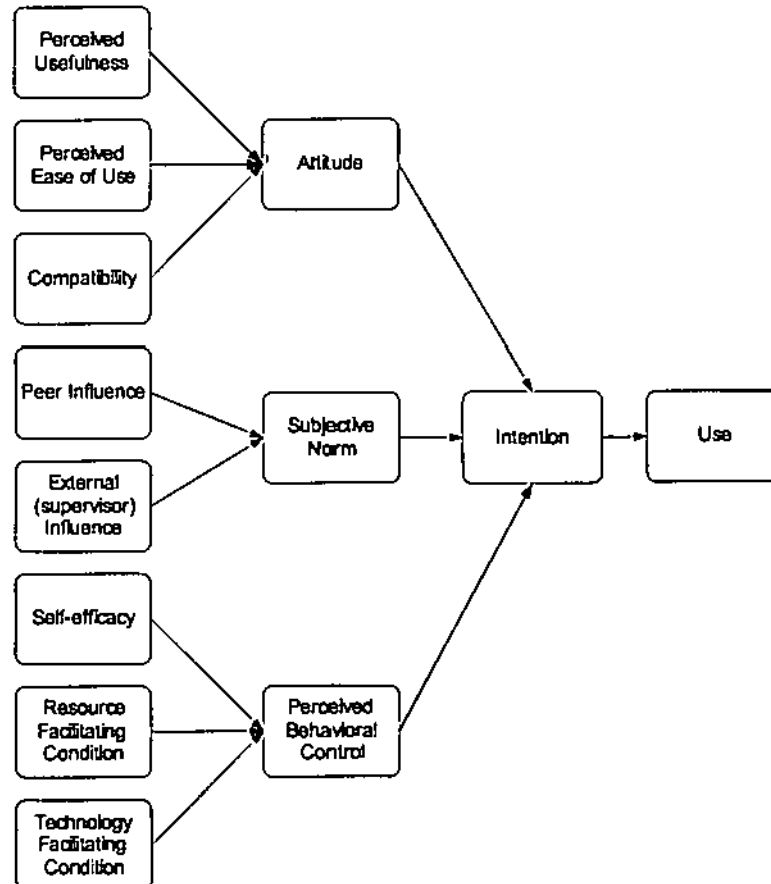 Perceived
Usefulness
Perceived
Ease of Use
Attitude
Compatibility
Peer Influence
Subjective
Norm
Intention
Use
External
(supervisor)
Influence
Self-efficacy
Resource
Facilitating
Condition
Perceived
Behavioral
Control
Technology
Facilitating
Condition